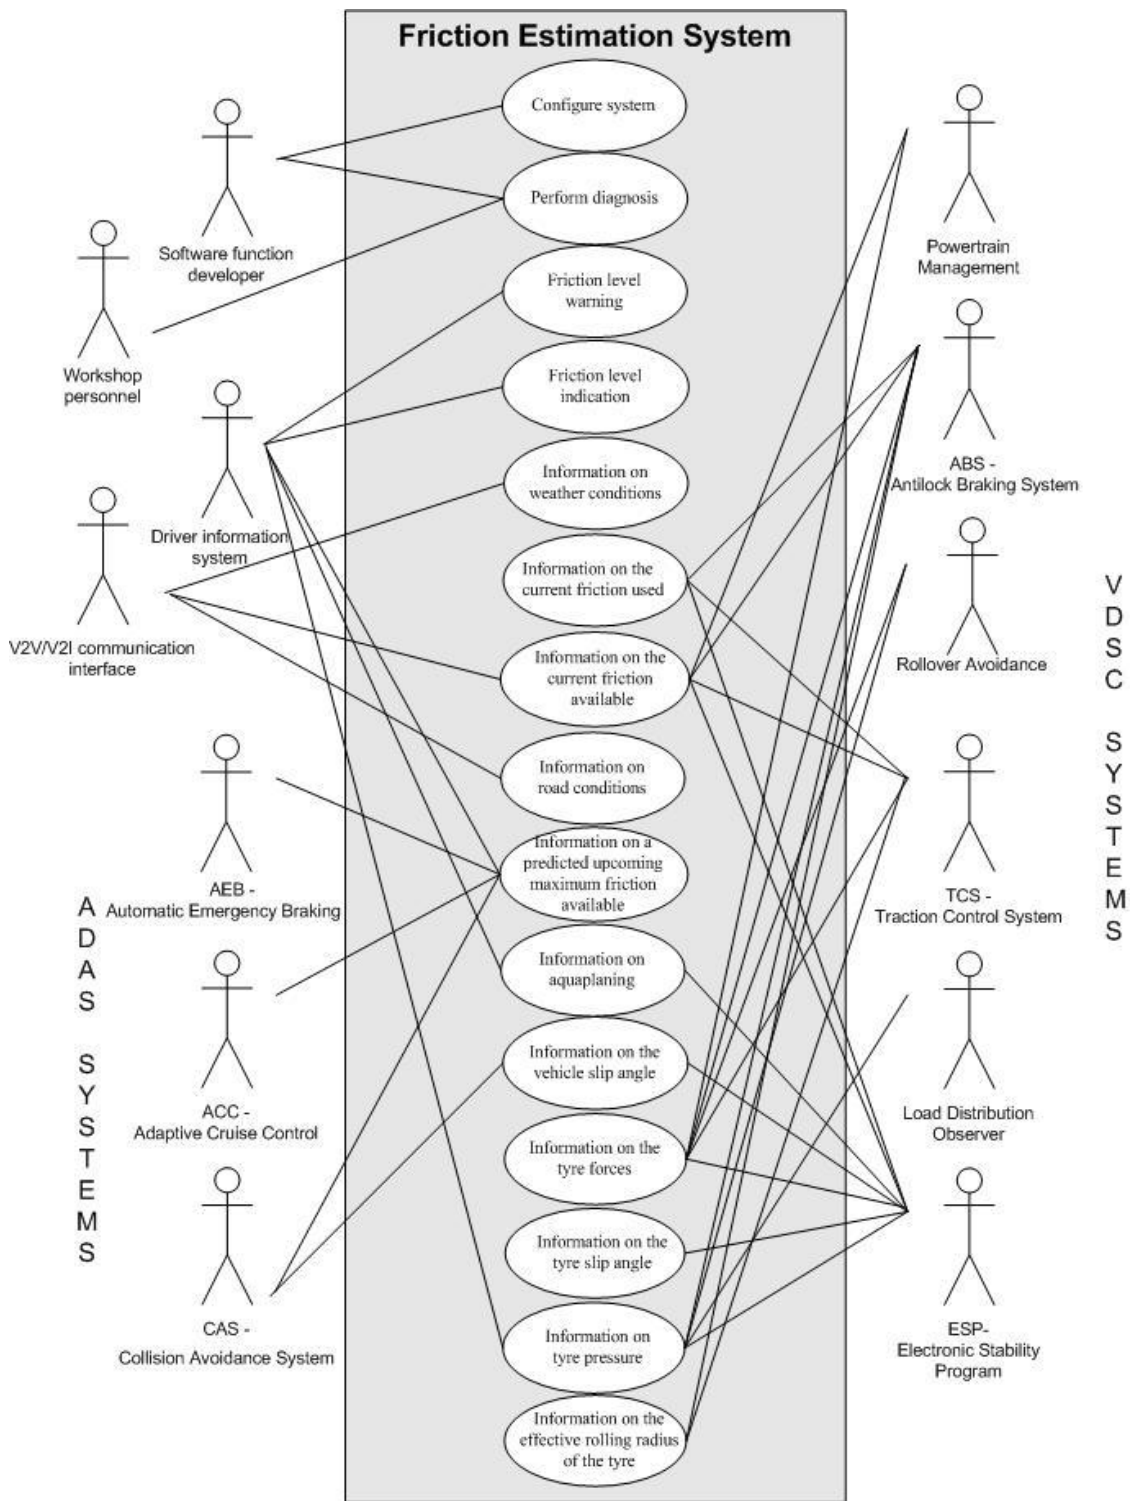 Friction Estimation System
Configure system
Perform diagnosis
Friction level
warning
Friction level
indication
Information on
weather conditions
Information on the
current friction used
Information on the
current friction
available
Information on
road conditions
Information on a
predicted upcoming
maximum friction
available
Information on
aquaplaning
Information on the
vehicle slip angle
Information on the
tyre forces
Information on the
tyre slip angle
Information on
tyre pressure
Information on the
effective rolling radius
of the tyre
Software function
developer
Workshop
personnel
Driver information
system
V2V/V2I communication
interface
AEB -
Automatic Emergency Braking
ACC -
Adaptive Cruise Control
CAS -
Collision Avoidance System
ADAS SYSTEMS
Powertrain
Management
ABS -
Antilock Braking System
Rollover Avoidance
TCS -
Traction Control System
Load Distribution
Observer
ESP-
Electronic Stability
Program
VDSC SYSTEMS